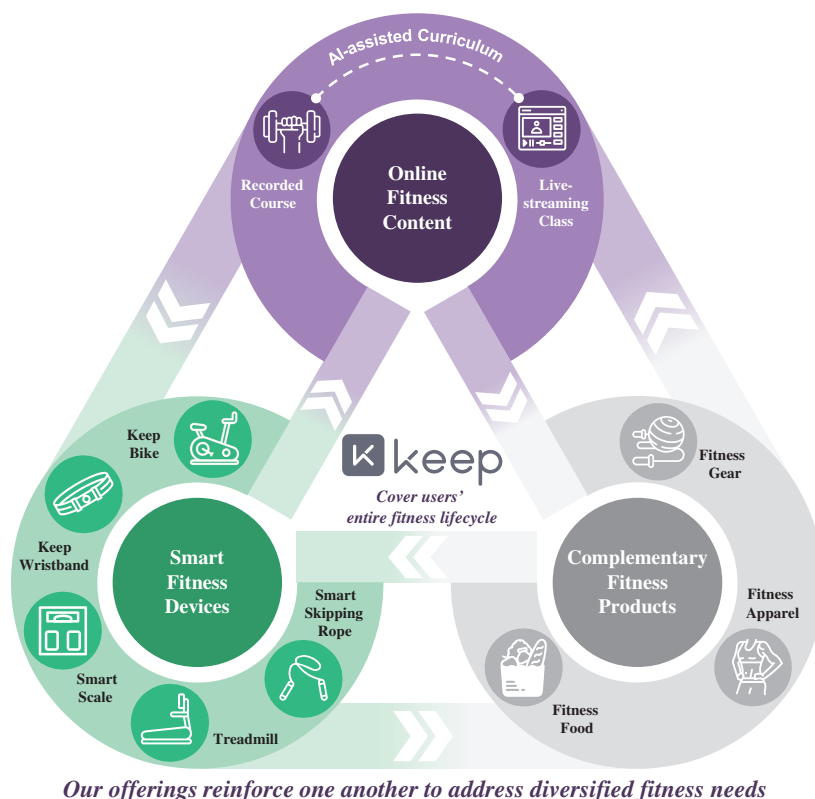 AI-assisted Curriculum
Recorded
Course
Online
Fitness
Content
Live-
streaming
Class
Keep
Bike
Keep
Wristband
Smart
Fitness
Devices
Smart
Skipping
Rope
Smart
Scale
Treadmill
keep
Cover users’
entire fitness lifecycle
Fitness
Gear
Complementary
Fitness
Products
Fitness
Apparel
Fitness
Food
Our offerings reinforce one another to address diversified fitness needs